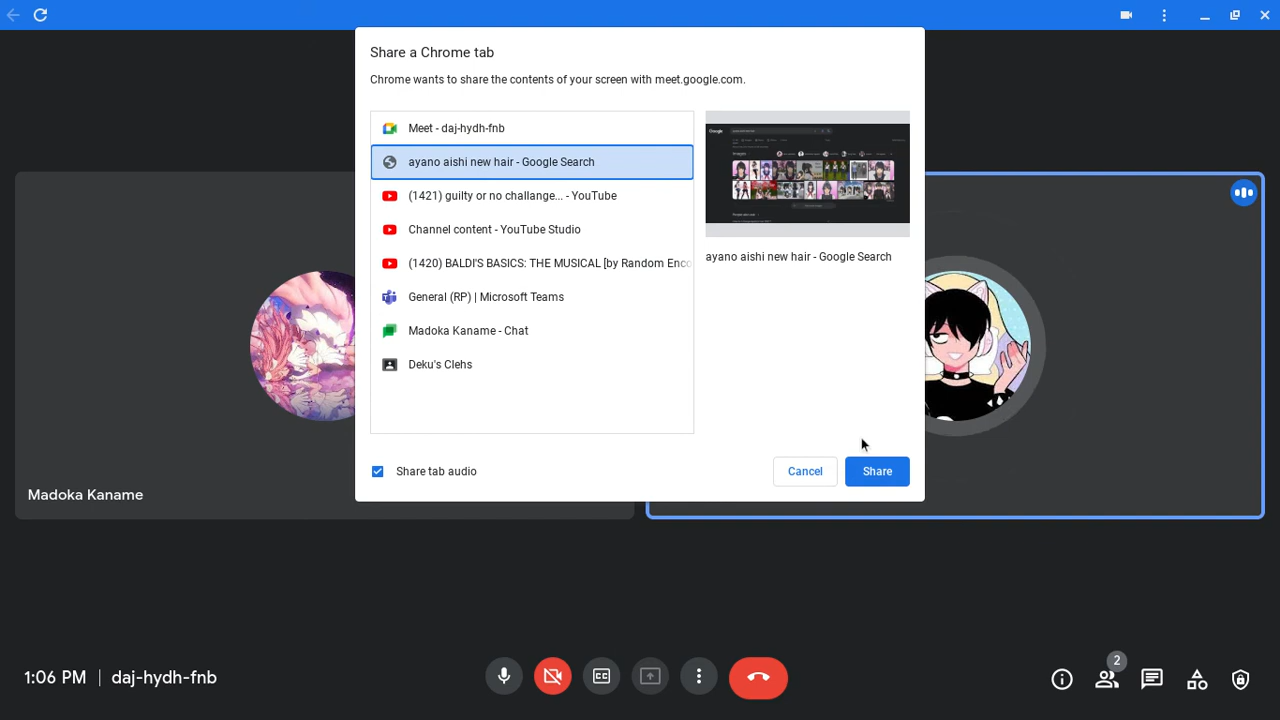 Share a Chrome tab
Chrome wants to share the contents of your screen with meet.google.com.
Meet - daj-hydh-fnb
ayano aishi new hair - Google Search
(1421) guilty or no challange... - YouTube
Channel content - YouTube Studio
(1420) BALDI'S BASICS: THE MUSICAL [by Random Enco
General (RP) | Microsoft Teams
Madoka Kaname - Chat
Deku's Clehs
Google
ayano aishi new hair - Google Search
Share tab audio
Cancel
Share
Madoka Kaname
1:06 PM | daj-hydh-fnb
CC
2